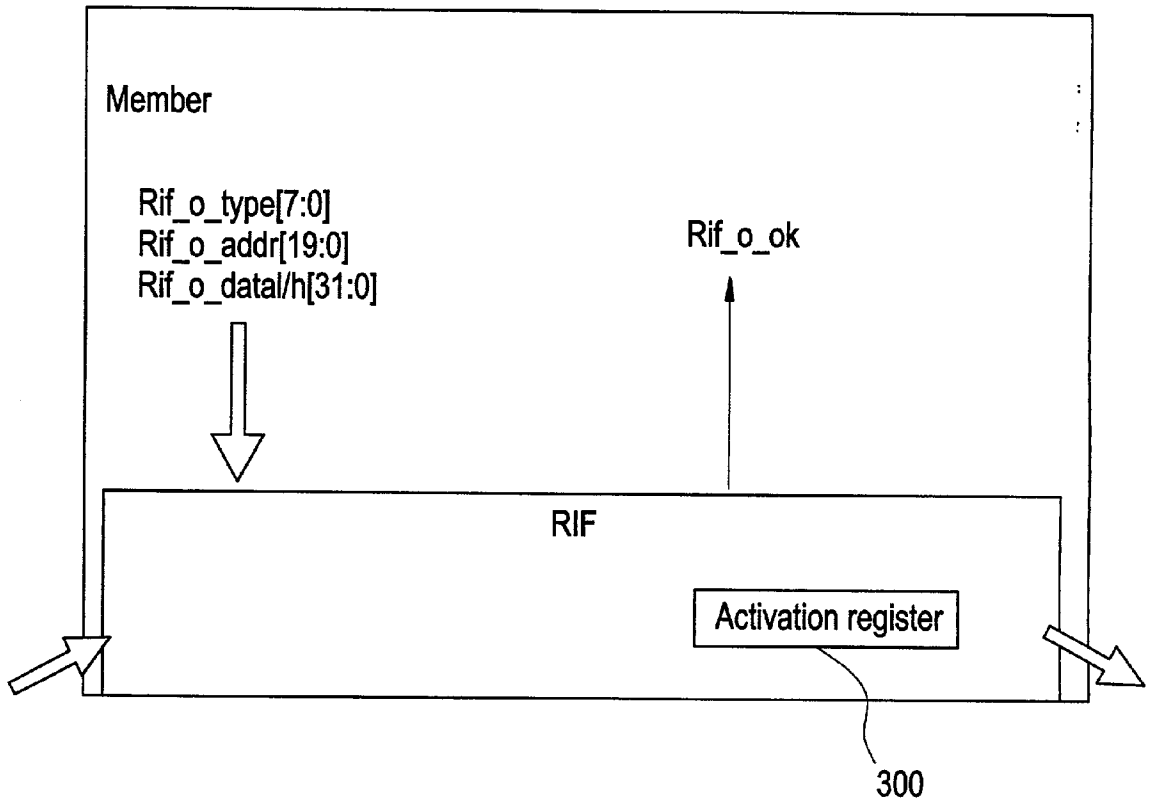 Member
Rif_o_type[7:0]
Rif_o_addr[19:0]
Rif_o_datal/h[31:0]
Rif_o_ok
RIF
Activation register
300